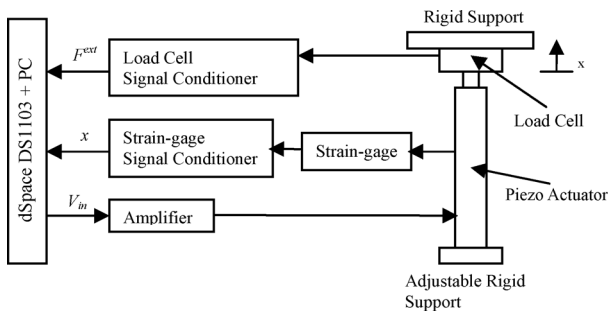 Rigid Support
F^ext
Load Cell
Signal Conditioner
x
Load Cell
dSpace DS1103 + PC
x
Strain-gage
Signal Conditioner
Strain-gage
Piezo Actuator
V_in
Amplifier
Adjustable Rigid
Support